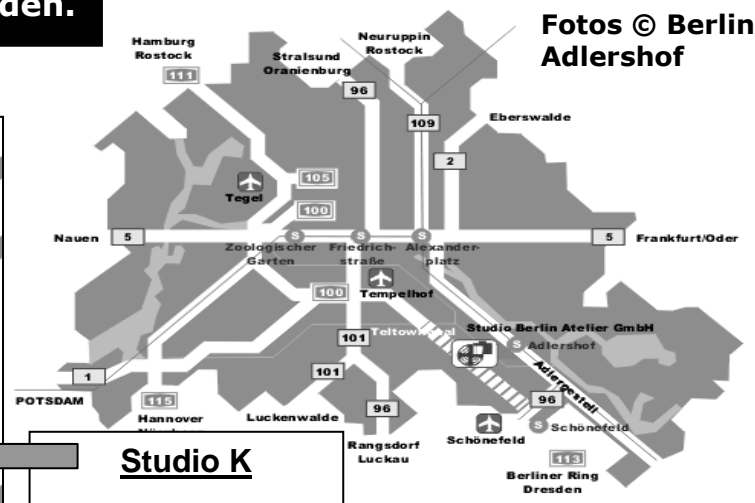 den.
Fotos © Berlin
Adlershof
Hamburg
Rostock
111
Stralsund
Oranienburg
96
Neuruppin
Rostock
109
Eberswalde
2
105
Tegel
100
Nauen
5
S
S
S
5
Frankfurt/Oder
Zoologischer
Garten
Friedrich-
straße
Alexander-
platz
100
Tempelhof
101
Teltowkanal
Studio Berlin Atelier GmbH
S Adlershof
Adlergestell
1
POTSDAM
101
115
Hannover
Luckenwalde
96
Rangsdorf
Luckau
96
Schönefeld
S Schönefeld
113
Berliner Ring
Dresden
Studio K